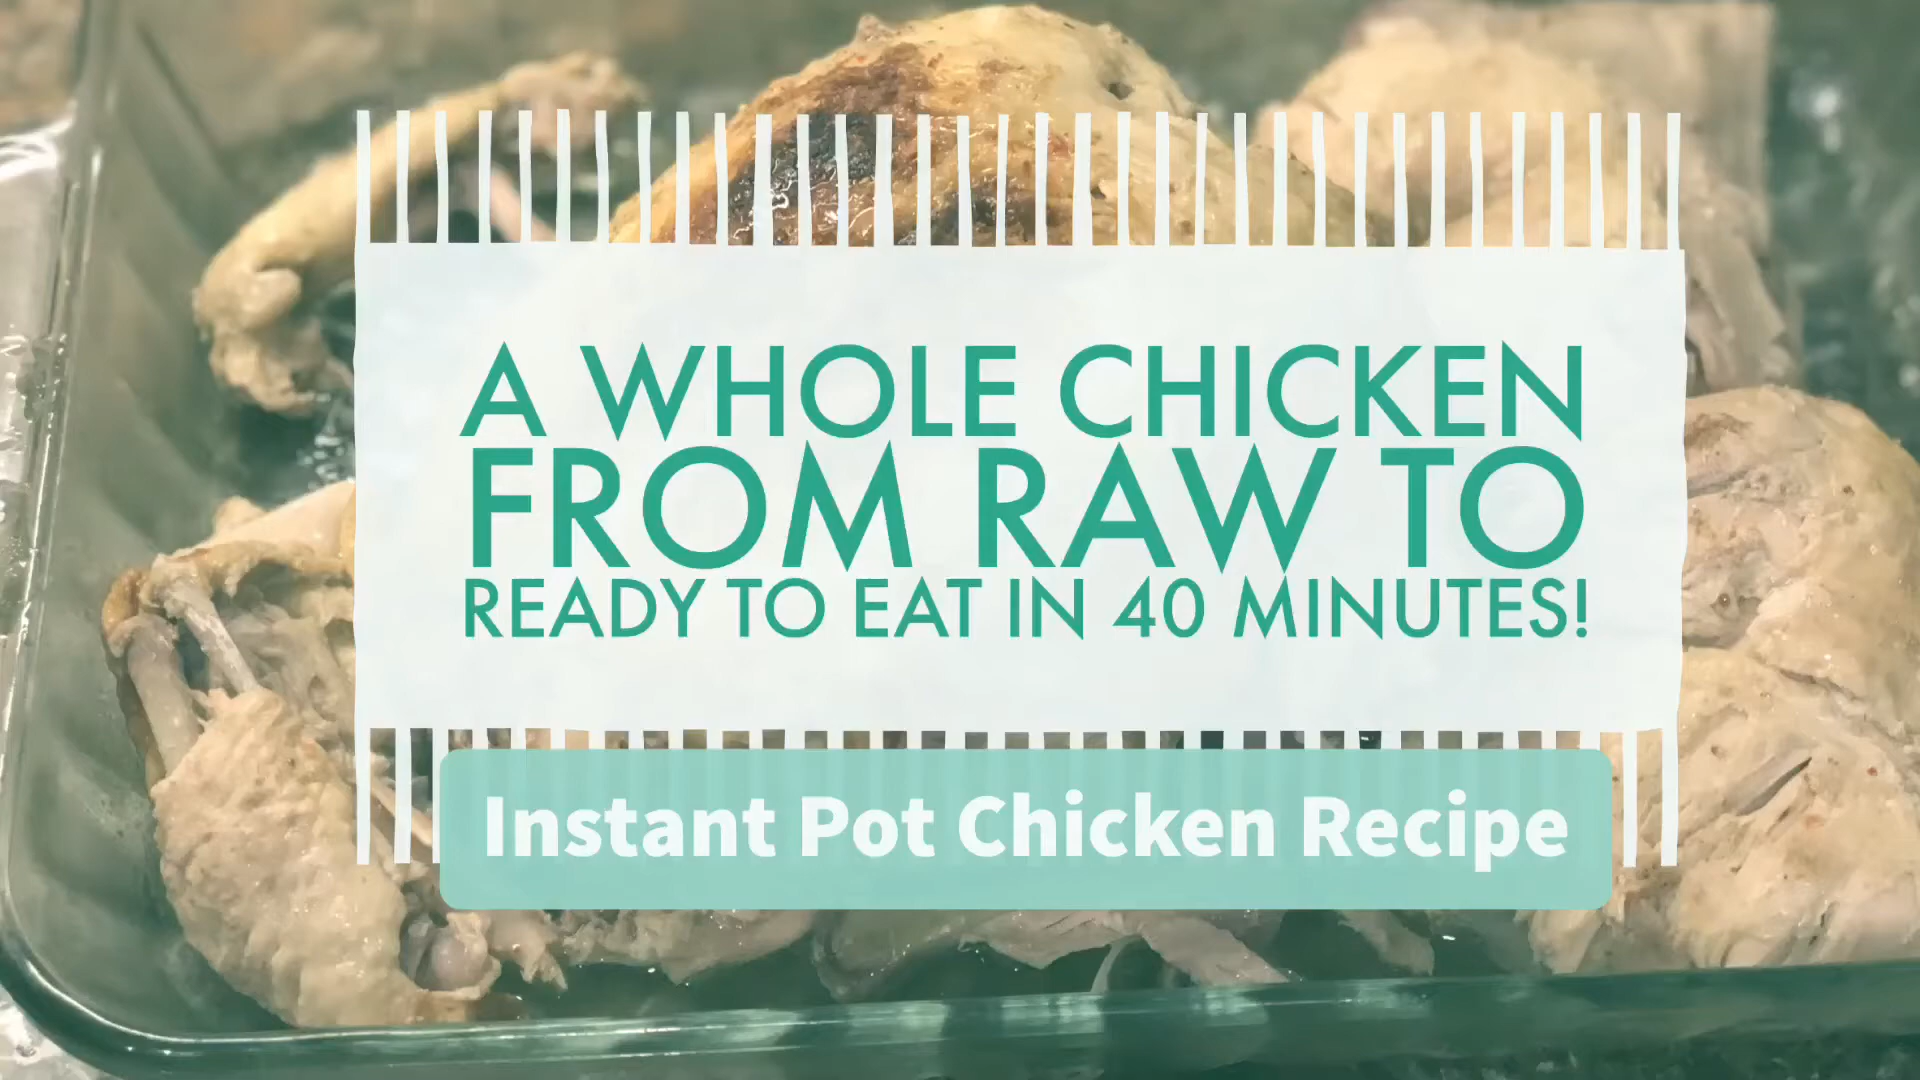 A WHOLE CHICKEN
FROM RAW TO
READY TO EAT IN 40 MINUTES!
Instant Pot Chicken Recipe